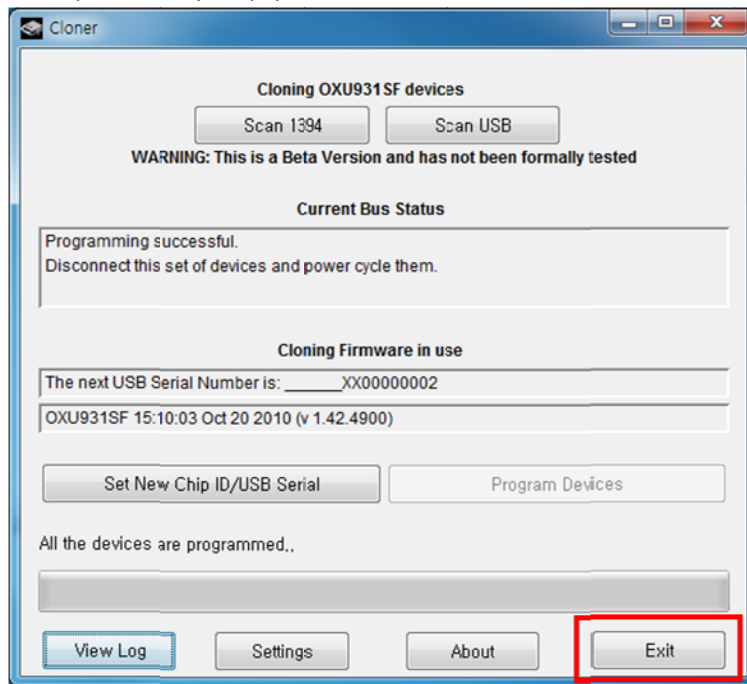 Cloner
Cloning OXU931SF devices
Scan 1394 Scan USB
WARNING: This is a Beta Version and has not been formally tested
Current Bus Status
Programming successful.
Disconnect this set of devices and power cycle them.
Cloning Firmware in use
The next USB Serial Number is: ______XX00000002
OXU931SF 15:10:03 Oct 20 2010 (v 1.42.4900)
Set New Chip ID/USB Serial Program Devices
All the devices are programmed,,
View Log Settings About Exit